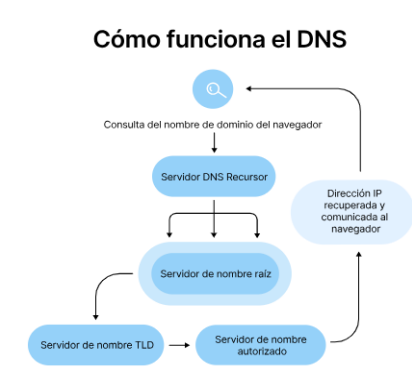 Cómo funciona el DNS
Consulta del nombre de dominio del navegador
Servidor DNS Recursor
Dirección IP
recuperada y
comunicada al
navegador
Servidor de nombre raíz
Servidor de nombre TLD
Servidor de nombre
autorizado